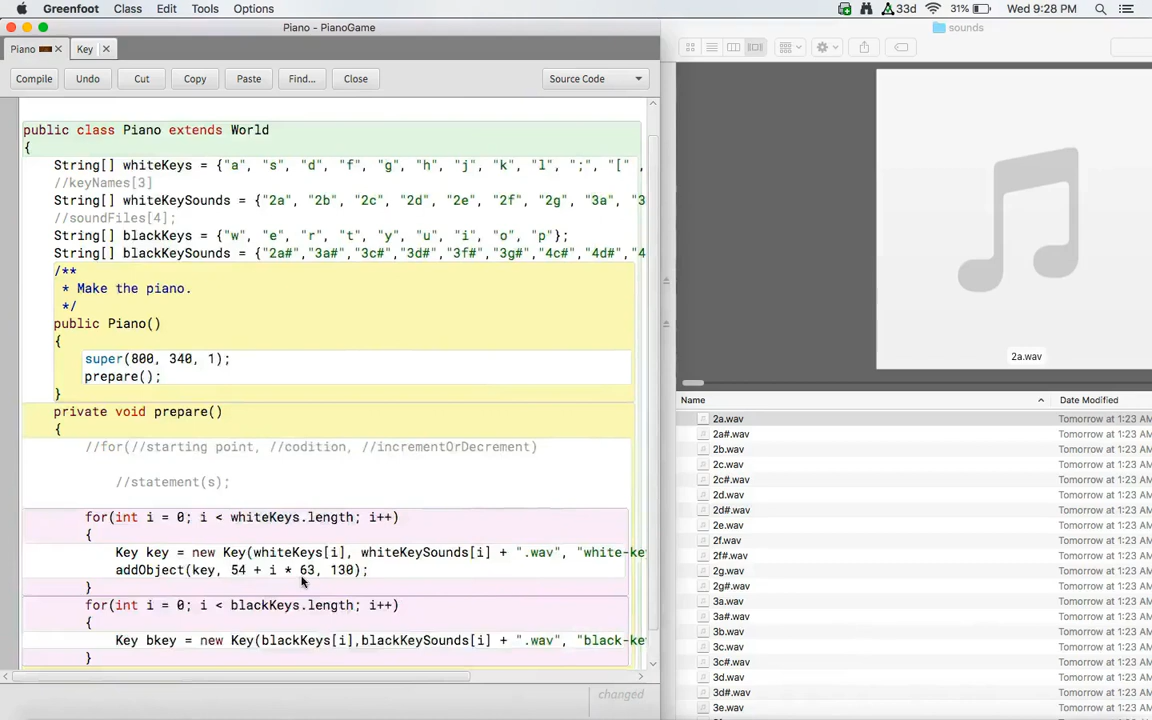 Greenfoot Class Edit Tools Options 33d 31% Wed 9:28 PM
Piano - PianoGame
sounds
Piano Key
Compile Undo Cut Copy Paste Find... Close Source Code
public class Piano extends World
{
String[] whiteKeys = {"a", "s", "d", "f", "g", "h", "j", "k", "l", ";", "[" ,
//keyNames[3]
String[] whiteKeySounds = {"2a", "2b", "2c", "2d", "2e", "2f", "2g", "3a", "3
//soundFiles[4];
String[] blackKeys = {"w", "e", "r", "t", "y", "u", "i", "o", "p"};
String[] blackKeySounds = {"2a#","3a#","3c#","3d#","3f#","3g#","4c#","4d#","4
/**
* Make the piano.
*/
public Piano()
{
super(800, 340, 1);
prepare();
}
private void prepare()
{
//for(//starting point, //codition, //incrementOrDecrement)
//statement(s);
for(int i = 0; i < whiteKeys.length; i++)
{
Key key = new Key(whiteKeys[i], whiteKeySounds[i] + ".wav", "white-ke
addObject(key, 54 + i * 63, 130);
}
for(int i = 0; i < blackKeys.length; i++)
{
Key bkey = new Key(blackKeys[i],blackKeySounds[i] + ".wav", "black-ke
}
changed
2a.wav
Name Date Modified
2a.wav Tomorrow at 1:23 AM
2a#.wav Tomorrow at 1:23 AM
2b.wav Tomorrow at 1:23 AM
2c.wav Tomorrow at 1:23 AM
2c#.wav Tomorrow at 1:23 AM
2d.wav Tomorrow at 1:23 AM
2d#.wav Tomorrow at 1:23 AM
2e.wav Tomorrow at 1:23 AM
2f.wav Tomorrow at 1:23 AM
2f#.wav Tomorrow at 1:23 AM
2g.wav Tomorrow at 1:23 AM
2g#.wav Tomorrow at 1:23 AM
3a.wav Tomorrow at 1:23 AM
3a#.wav Tomorrow at 1:23 AM
3b.wav Tomorrow at 1:23 AM
3c.wav Tomorrow at 1:23 AM
3c#.wav Tomorrow at 1:23 AM
3d.wav Tomorrow at 1:23 AM
3d#.wav Tomorrow at 1:23 AM
3e.wav Tomorrow at 1:23 AM